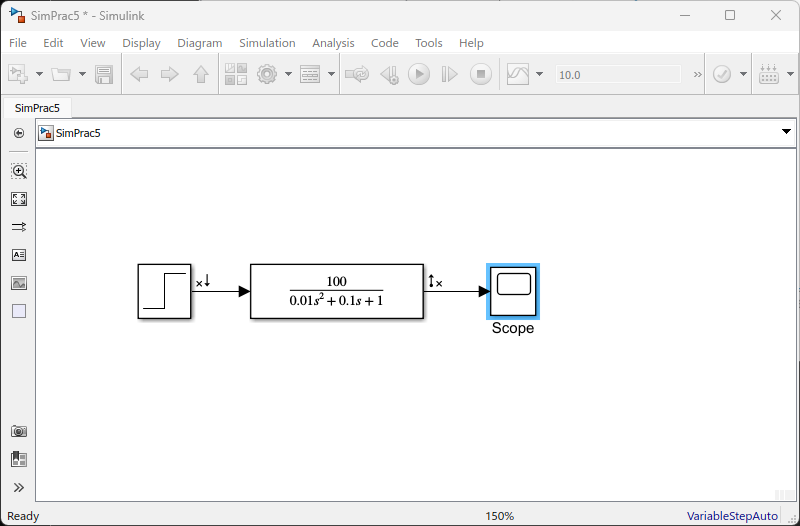 SimPrac5 * - Simulink
File Edit View Display Diagram Simulation Analysis Code Tools Help
10.0 »
SimPrac5
SimPrac5
100
0.01s² + 0.1s + 1
Scope
Ready 150% VariableStepAuto